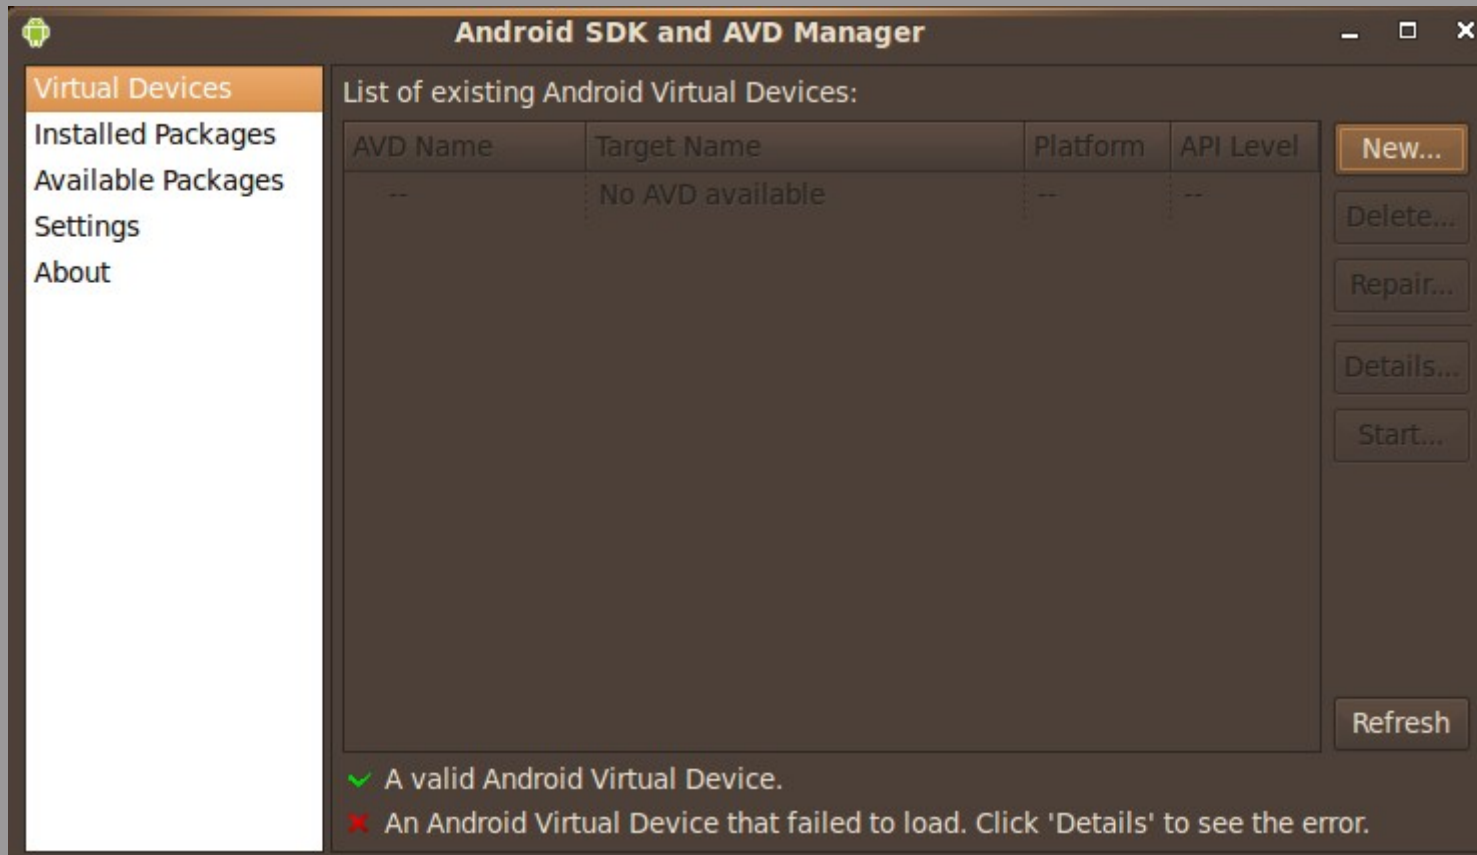 Android SDK and AVD Manager
Virtual Devices
Installed Packages
Available Packages
Settings
About
List of existing Android Virtual Devices:
AVD Name Target Name Platform API Level
-- No AVD available -- --
New...
Delete...
Repair...
Details...
Start...
Refresh
A valid Android Virtual Device.
An Android Virtual Device that failed to load. Click 'Details' to see the error.